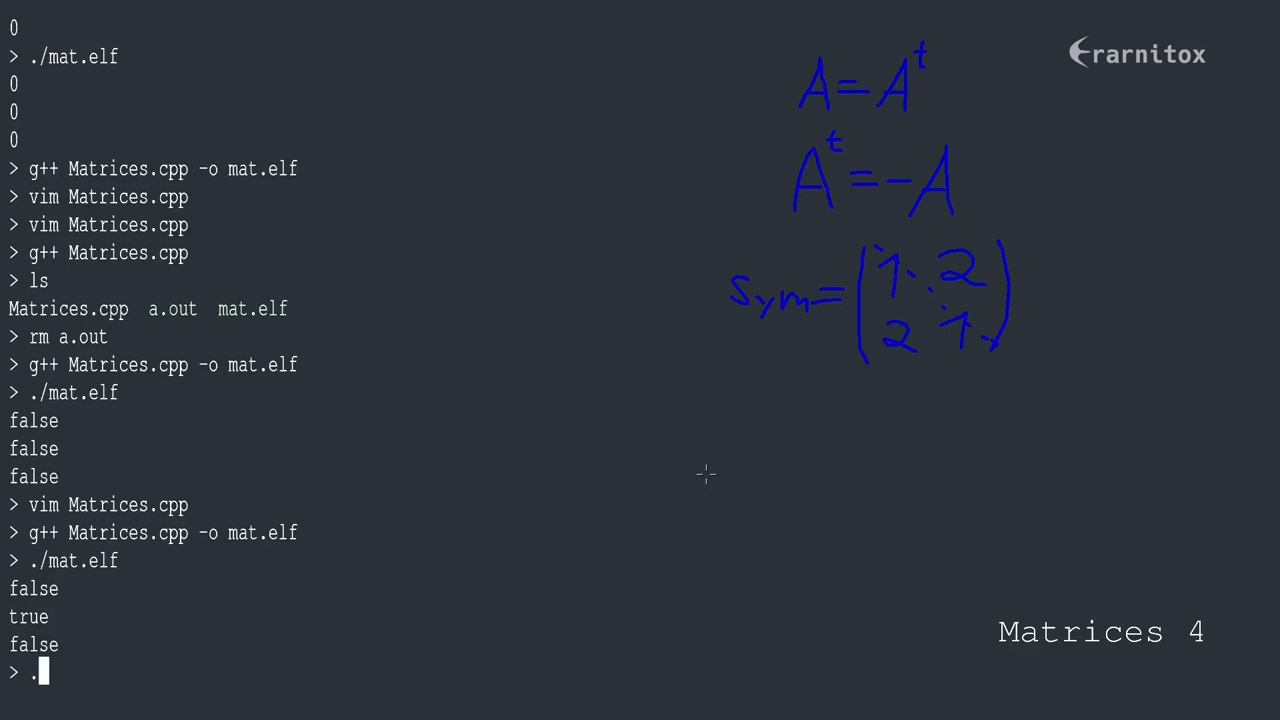 0
> ./mat.elf
0
0
0
> g++ Matrices.cpp -o mat.elf
> vim Matrices.cpp
> vim Matrices.cpp
> g++ Matrices.cpp
> ls
Matrices.cpp a.out mat.elf
> rm a.out
> g++ Matrices.cpp -o mat.elf
> ./mat.elf
false
false
false
> vim Matrices.cpp
> g++ Matrices.cpp -o mat.elf
> ./mat.elf
false
true
false
> .
A=A^t
A^t=-A
sym=(1 2
2 1)
Erarnitox
Matrices 4